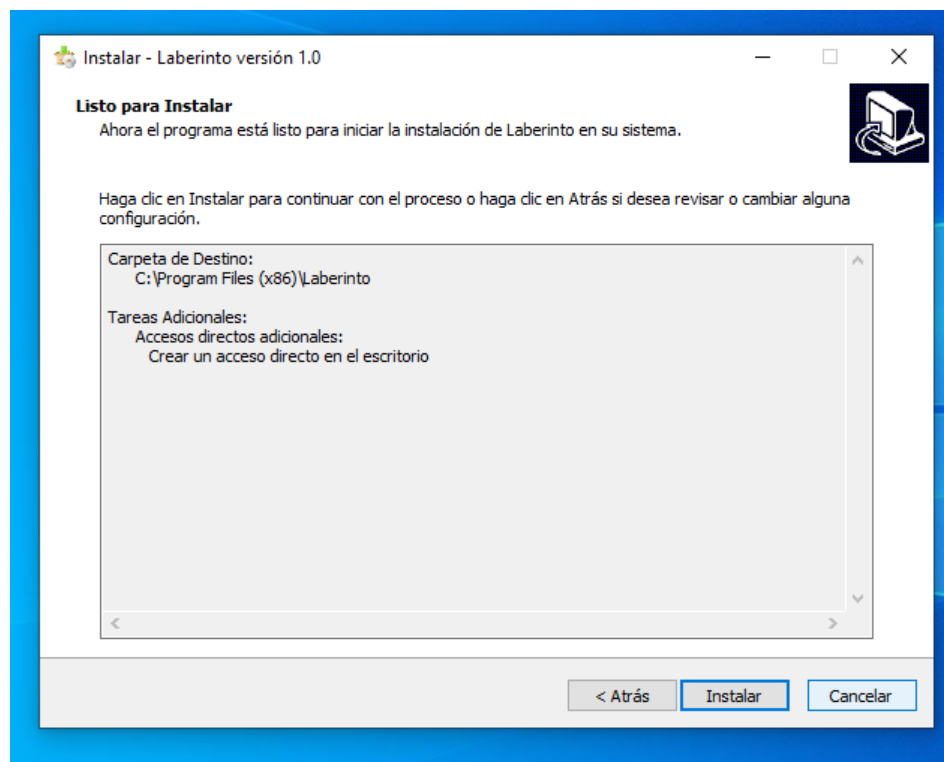 Instalar - Laberinto versión 1.0
Listo para Instalar
Ahora el programa está listo para iniciar la instalación de Laberinto en su sistema.
Haga clic en Instalar para continuar con el proceso o haga clic en Atrás si desea revisar o cambiar alguna
configuración.
Carpeta de Destino:
C:\Program Files (x86)\Laberinto
Tareas Adicionales:
Accesos directos adicionales:
Crear un acceso directo en el escritorio
< Atrás
Instalar
Cancelar